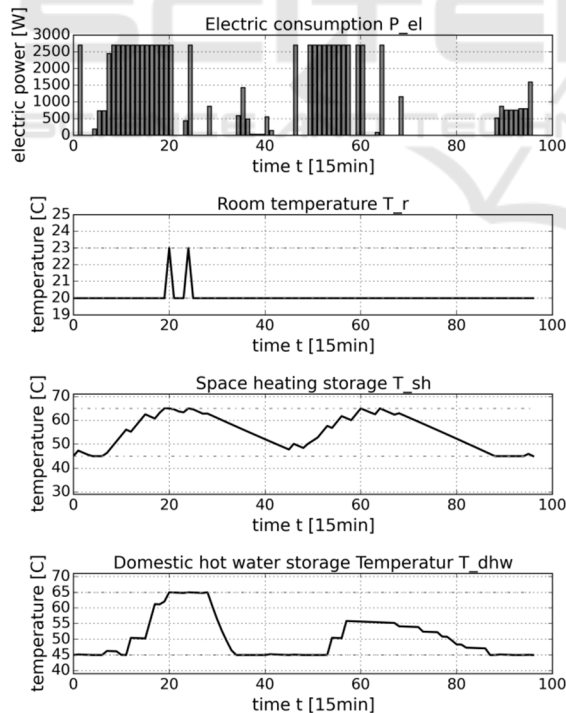 Electric consumption P_el
electric power [W]
3000
2500
2000
1500
1000
500
0
0 20 40 60 80 100
time t [15min]
Room temperature T_r
temperature [C]
25
24
23
22
21
20
19
0 20 40 60 80 100
time t [15min]
Space heating storage T_sh
temperature [C]
70
60
50
40
30
0 20 40 60 80 100
time t [15min]
Domestic hot water storage Temperatur T_dhw
temperature [C]
70
65
60
55
50
45
40
0 20 40 60 80 100
time t [15min]